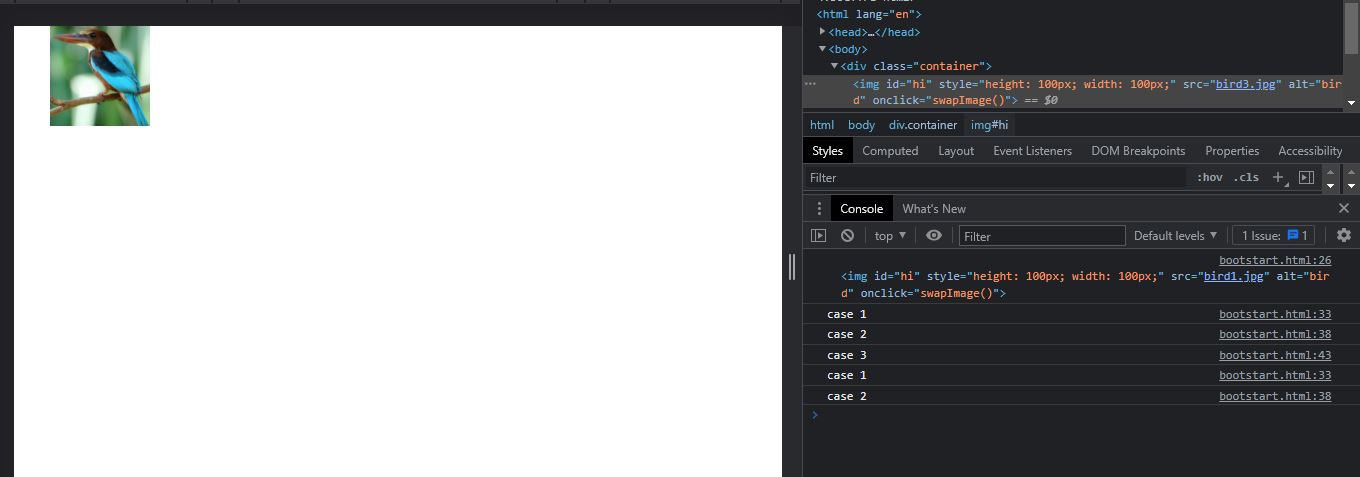 <html lang="en">
<head>…</head>
<body>
<div class="container">
<img id="hi" style="height: 100px; width: 100px;" src="bird3.jpg" alt="bir
d" onclick="swapImage()"> == $0
html body div.container img#hi
Styles Computed Layout Event Listeners DOM Breakpoints Properties Accessibility
Filter :hov .cls
Console What's New
top Filter Default levels 1 Issue: 1
bootstart.html:26
<img id="hi" style="height: 100px; width: 100px;" src="bird1.jpg" alt="bir
d" onclick="swapImage()">
case 1 bootstart.html:33
case 2 bootstart.html:38
case 3 bootstart.html:43
case 1 bootstart.html:33
case 2 bootstart.html:38